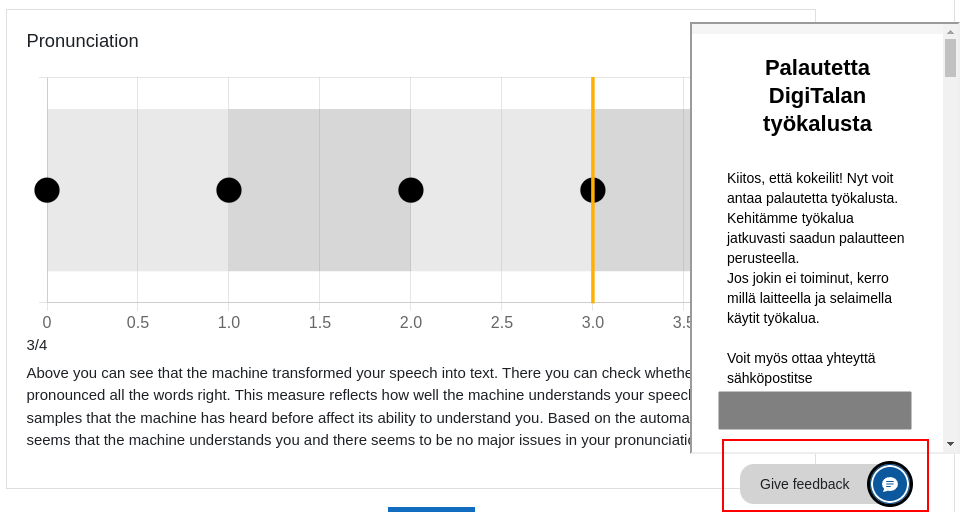 Pronunciation
0 0.5 1.0 1.5 2.0 2.5 3.0 3.5
3/4
Above you can see that the machine transformed your speech into text. There you can check whethe
pronounced all the words right. This measure reflects how well the machine understands your speec
samples that the machine has heard before affect its ability to understand you. Based on the automa
seems that the machine understands you and there seems to be no major issues in your pronunciatio
Palautetta
DigiTalan
työkalusta
Kiitos, että kokeilit! Nyt voit
antaa palautetta työkalusta.
Kehitämme työkalua
jatkuvasti saadun palautteen
perusteella.
Jos jokin ei toiminut, kerro
millä laitteella ja selaimella
käytit työkalua.
Voit myös ottaa yhteyttä
sähköpostitse
Give feedback